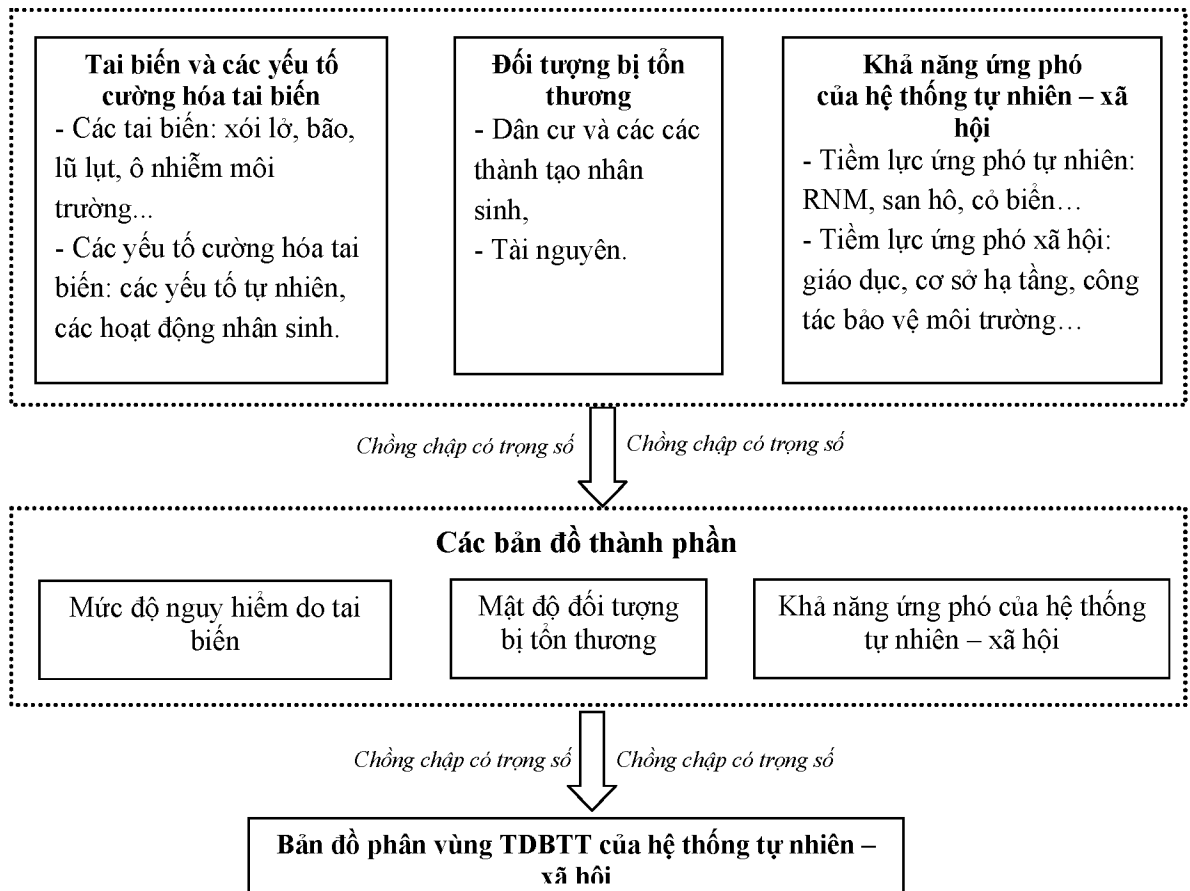 Tai biến và các yếu tố
cường hóa tai biến
- Các tai biến: xói lở, bão,
lũ lụt, ô nhiễm môi
trường...
- Các yếu tố cường hóa tai
biến: các yếu tố tự nhiên,
các hoạt động nhân sinh.
Đối tượng bị tổn
thương
- Dân cư và các các
thành tạo nhân
sinh,
- Tài nguyên.
Khả năng ứng phó
của hệ thống tự nhiên – xã
hội
- Tiềm lực ứng phó tự nhiên:
RNM, san hô, cỏ biển…
- Tiềm lực ứng phó xã hội:
giáo dục, cơ sở hạ tầng, công
tác bảo vệ môi trường…
Chồng chập có trọng số
Chồng chập có trọng số
Các bản đồ thành phần
Mức độ nguy hiểm do tai
biến
Mật độ đối tượng
bị tổn thương
Khả năng ứng phó của hệ thống
tự nhiên – xã hội
Chồng chập có trọng số
Chồng chập có trọng số
Bản đồ phân vùng TDBTT của hệ thống tự nhiên –
xã hội